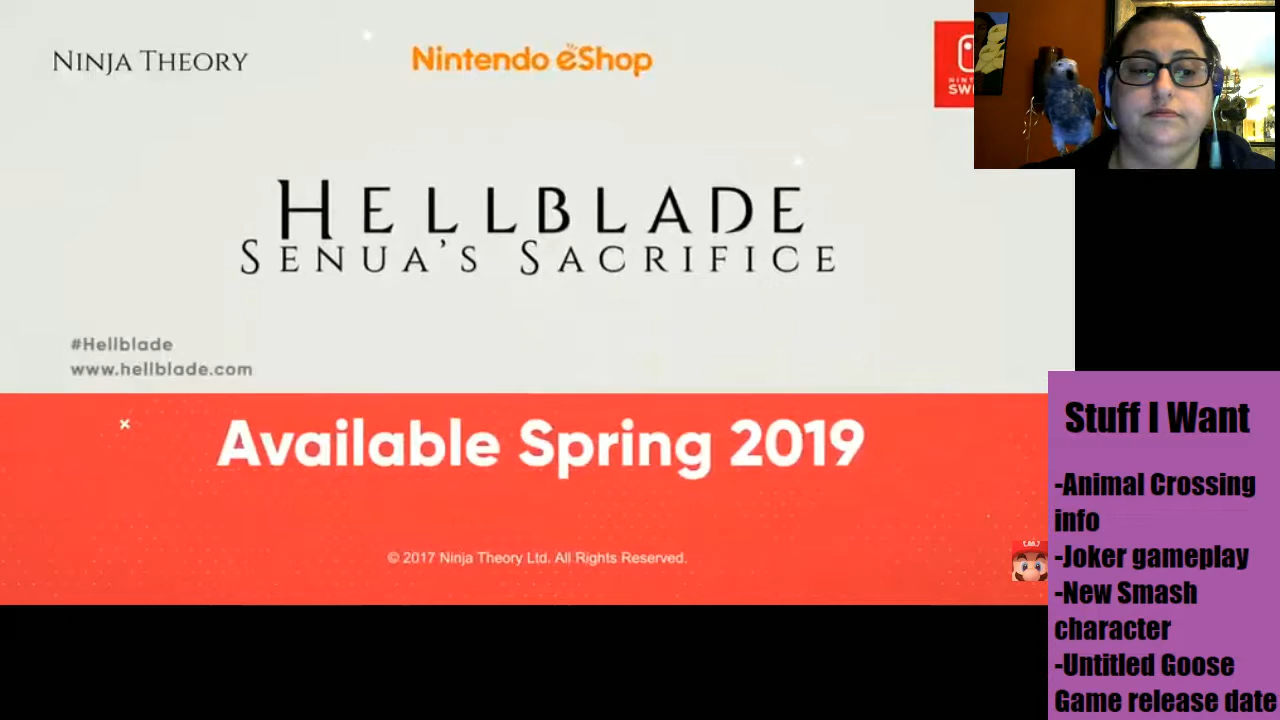 NINJA THEORY
Nintendo eShop
HELLBLADE
SENUA'S SACRIFICE
#Hellblade
www.hellblade.com
Available Spring 2019
© 2017 Ninja Theory Ltd. All Rights Reserved.
Stuff I Want
-Animal Crossing
info
-Joker gameplay
-New Smash
character
-Untitled Goose
Game release date